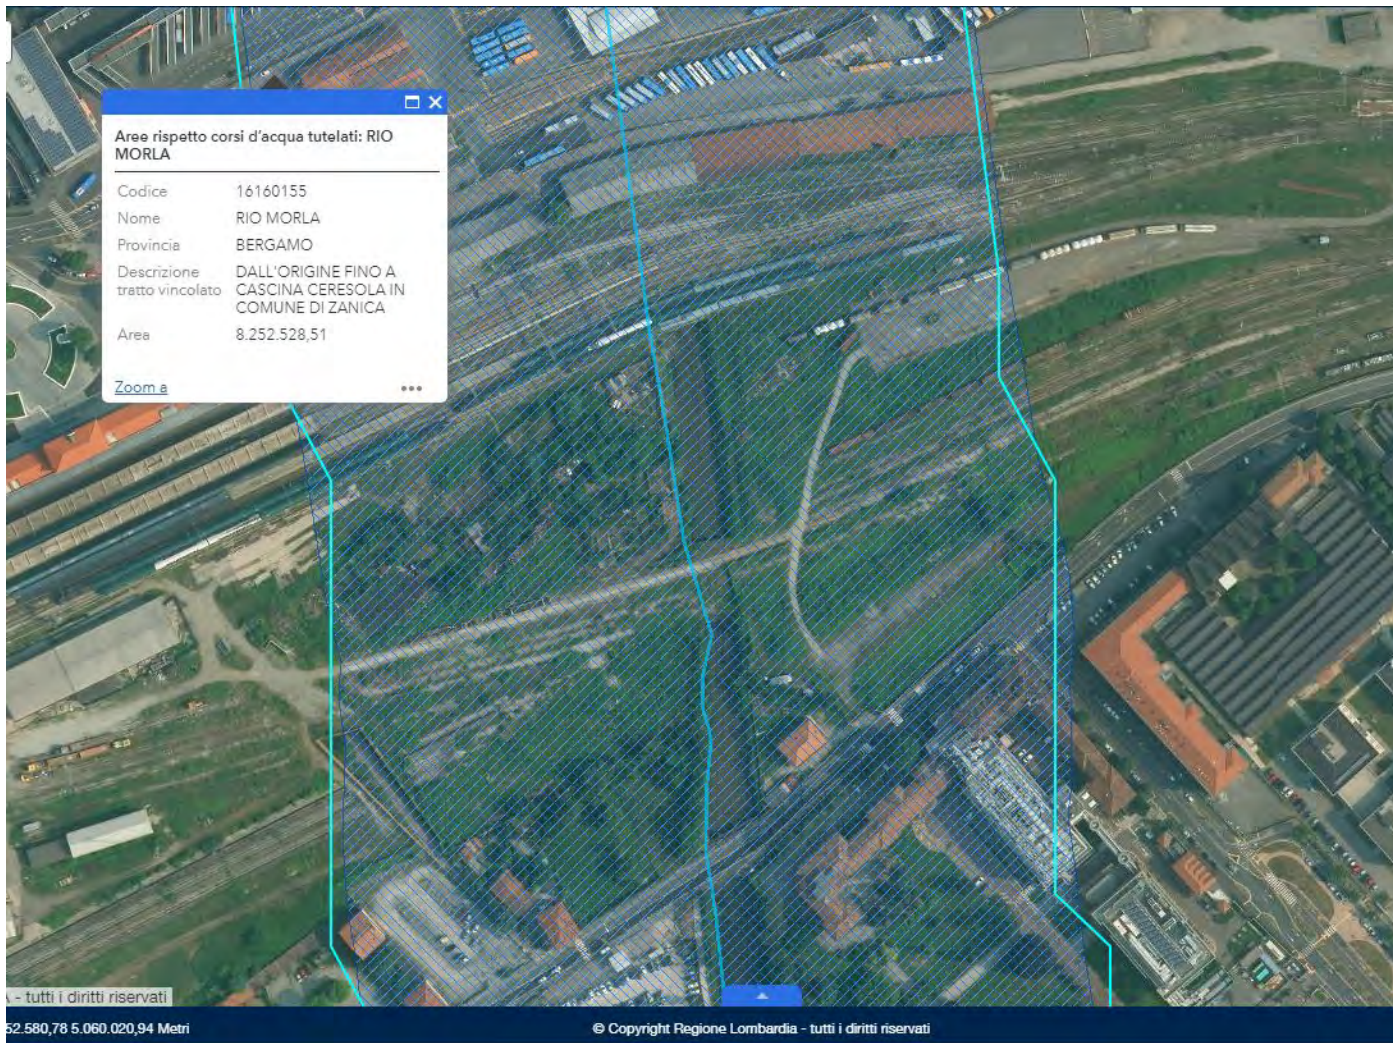 Aree rispetto corsi d'acqua tutelati: RIO
MORLA
Codice 16160155
Nome RIO MORLA
Provincia BERGAMO
Descrizione tratto vincolato DALL'ORIGINE FINO A
CASCINA CERESOLA IN
COMUNE DI ZANICA
Area 8.252.528,51
Zoom a
- tutti i diritti riservati
52.580,78 5.060.020,94 Metri
© Copyright Regione Lombardia - tutti i diritti riservati